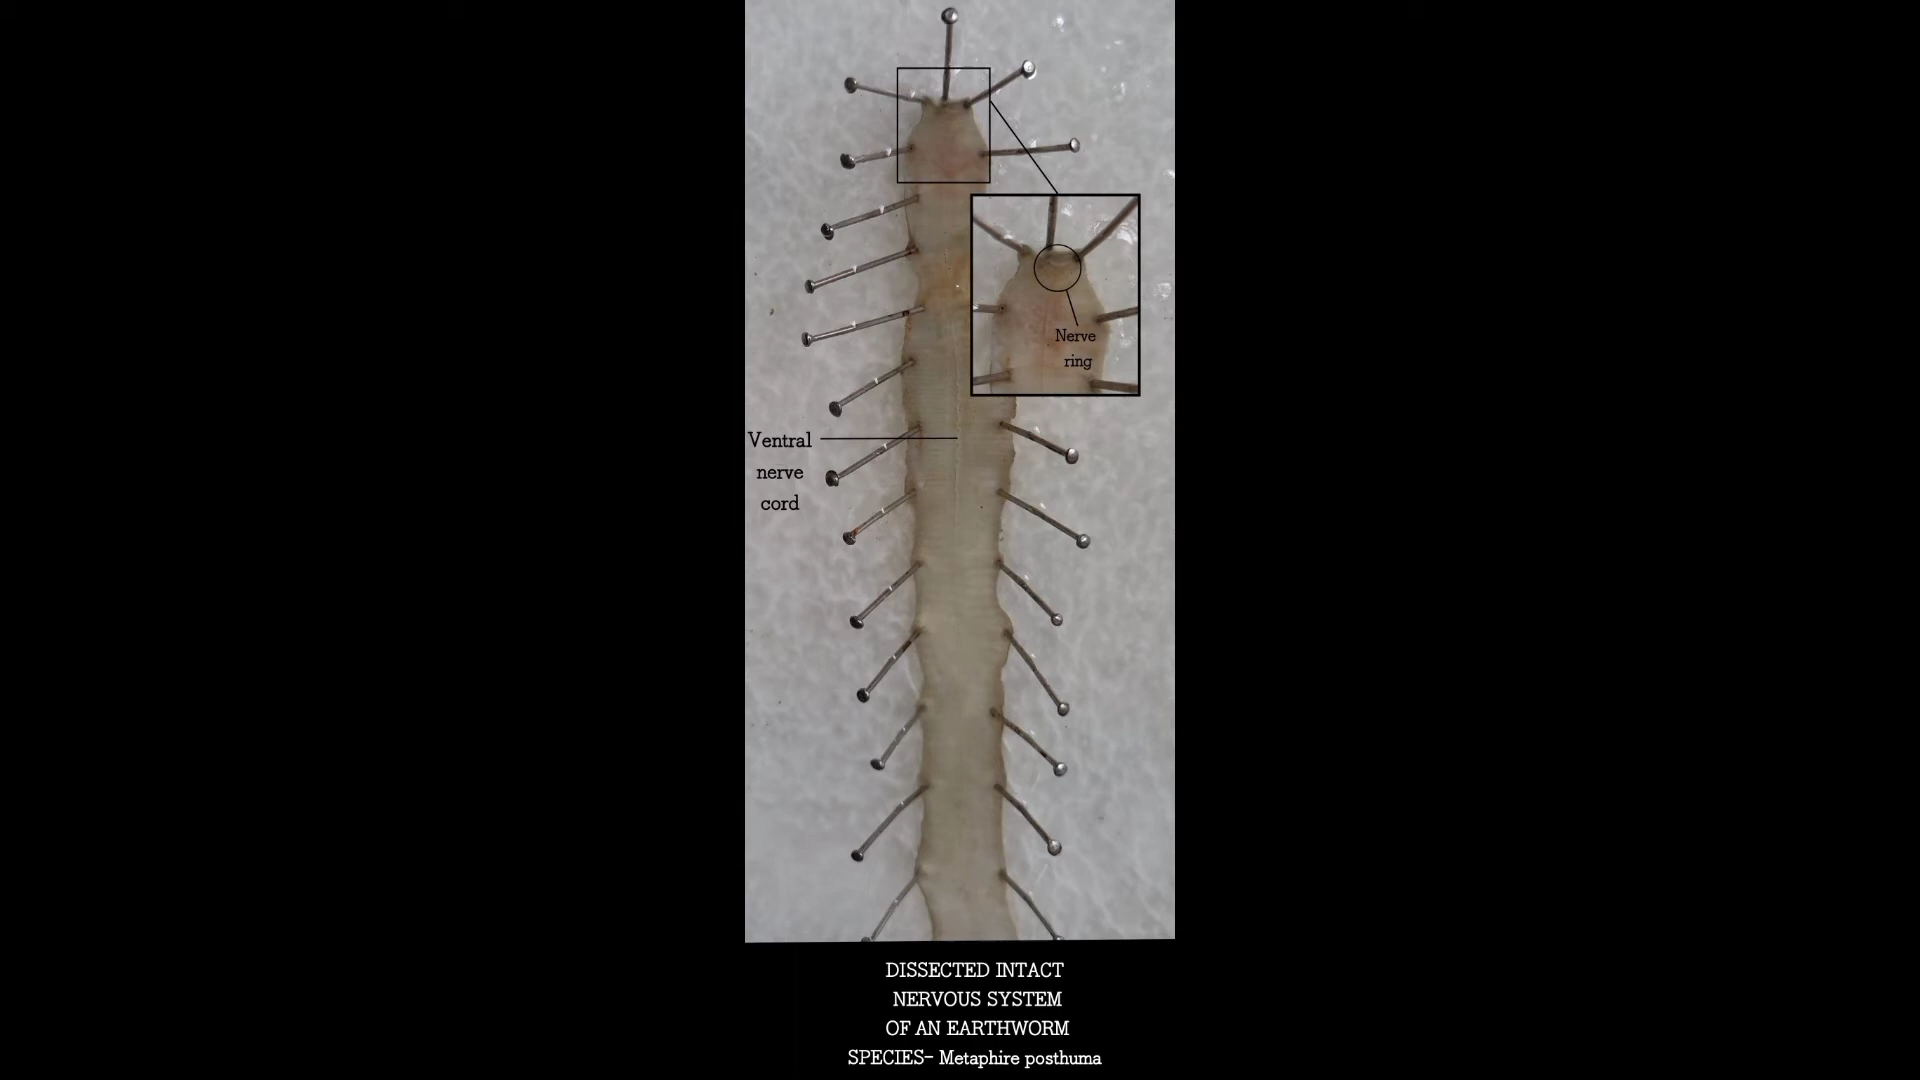 Nerve
ring
Ventral
nerve
cord
DISSECTED INTACT
NERVOUS SYSTEM
OF AN EARTHWORM
SPECIES- Metaphire posthuma